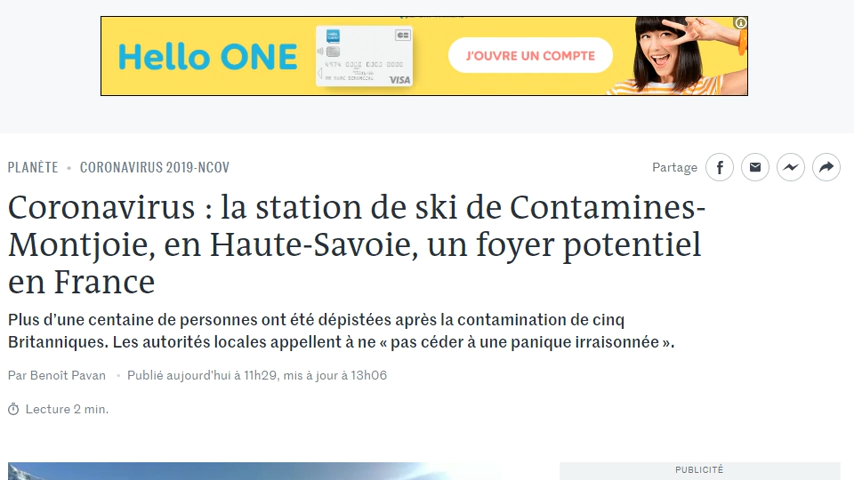 Hello ONE
VISA
J'OUVRE UN COMPTE
PLANÈTE • CORONAVIRUS 2019-NCOV
Partage
Coronavirus : la station de ski de Contamines-
Montjoie, en Haute-Savoie, un foyer potentiel
en France
Plus d'une centaine de personnes ont été dépistées après la contamination de cinq
Britanniques. Les autorités locales appellent à ne « pas céder à une panique irraisonnée ».
Par Benoît Pavan • Publié aujourd'hui à 11h29, mis à jour à 13h06
Lecture 2 min.
PUBLICITÉ